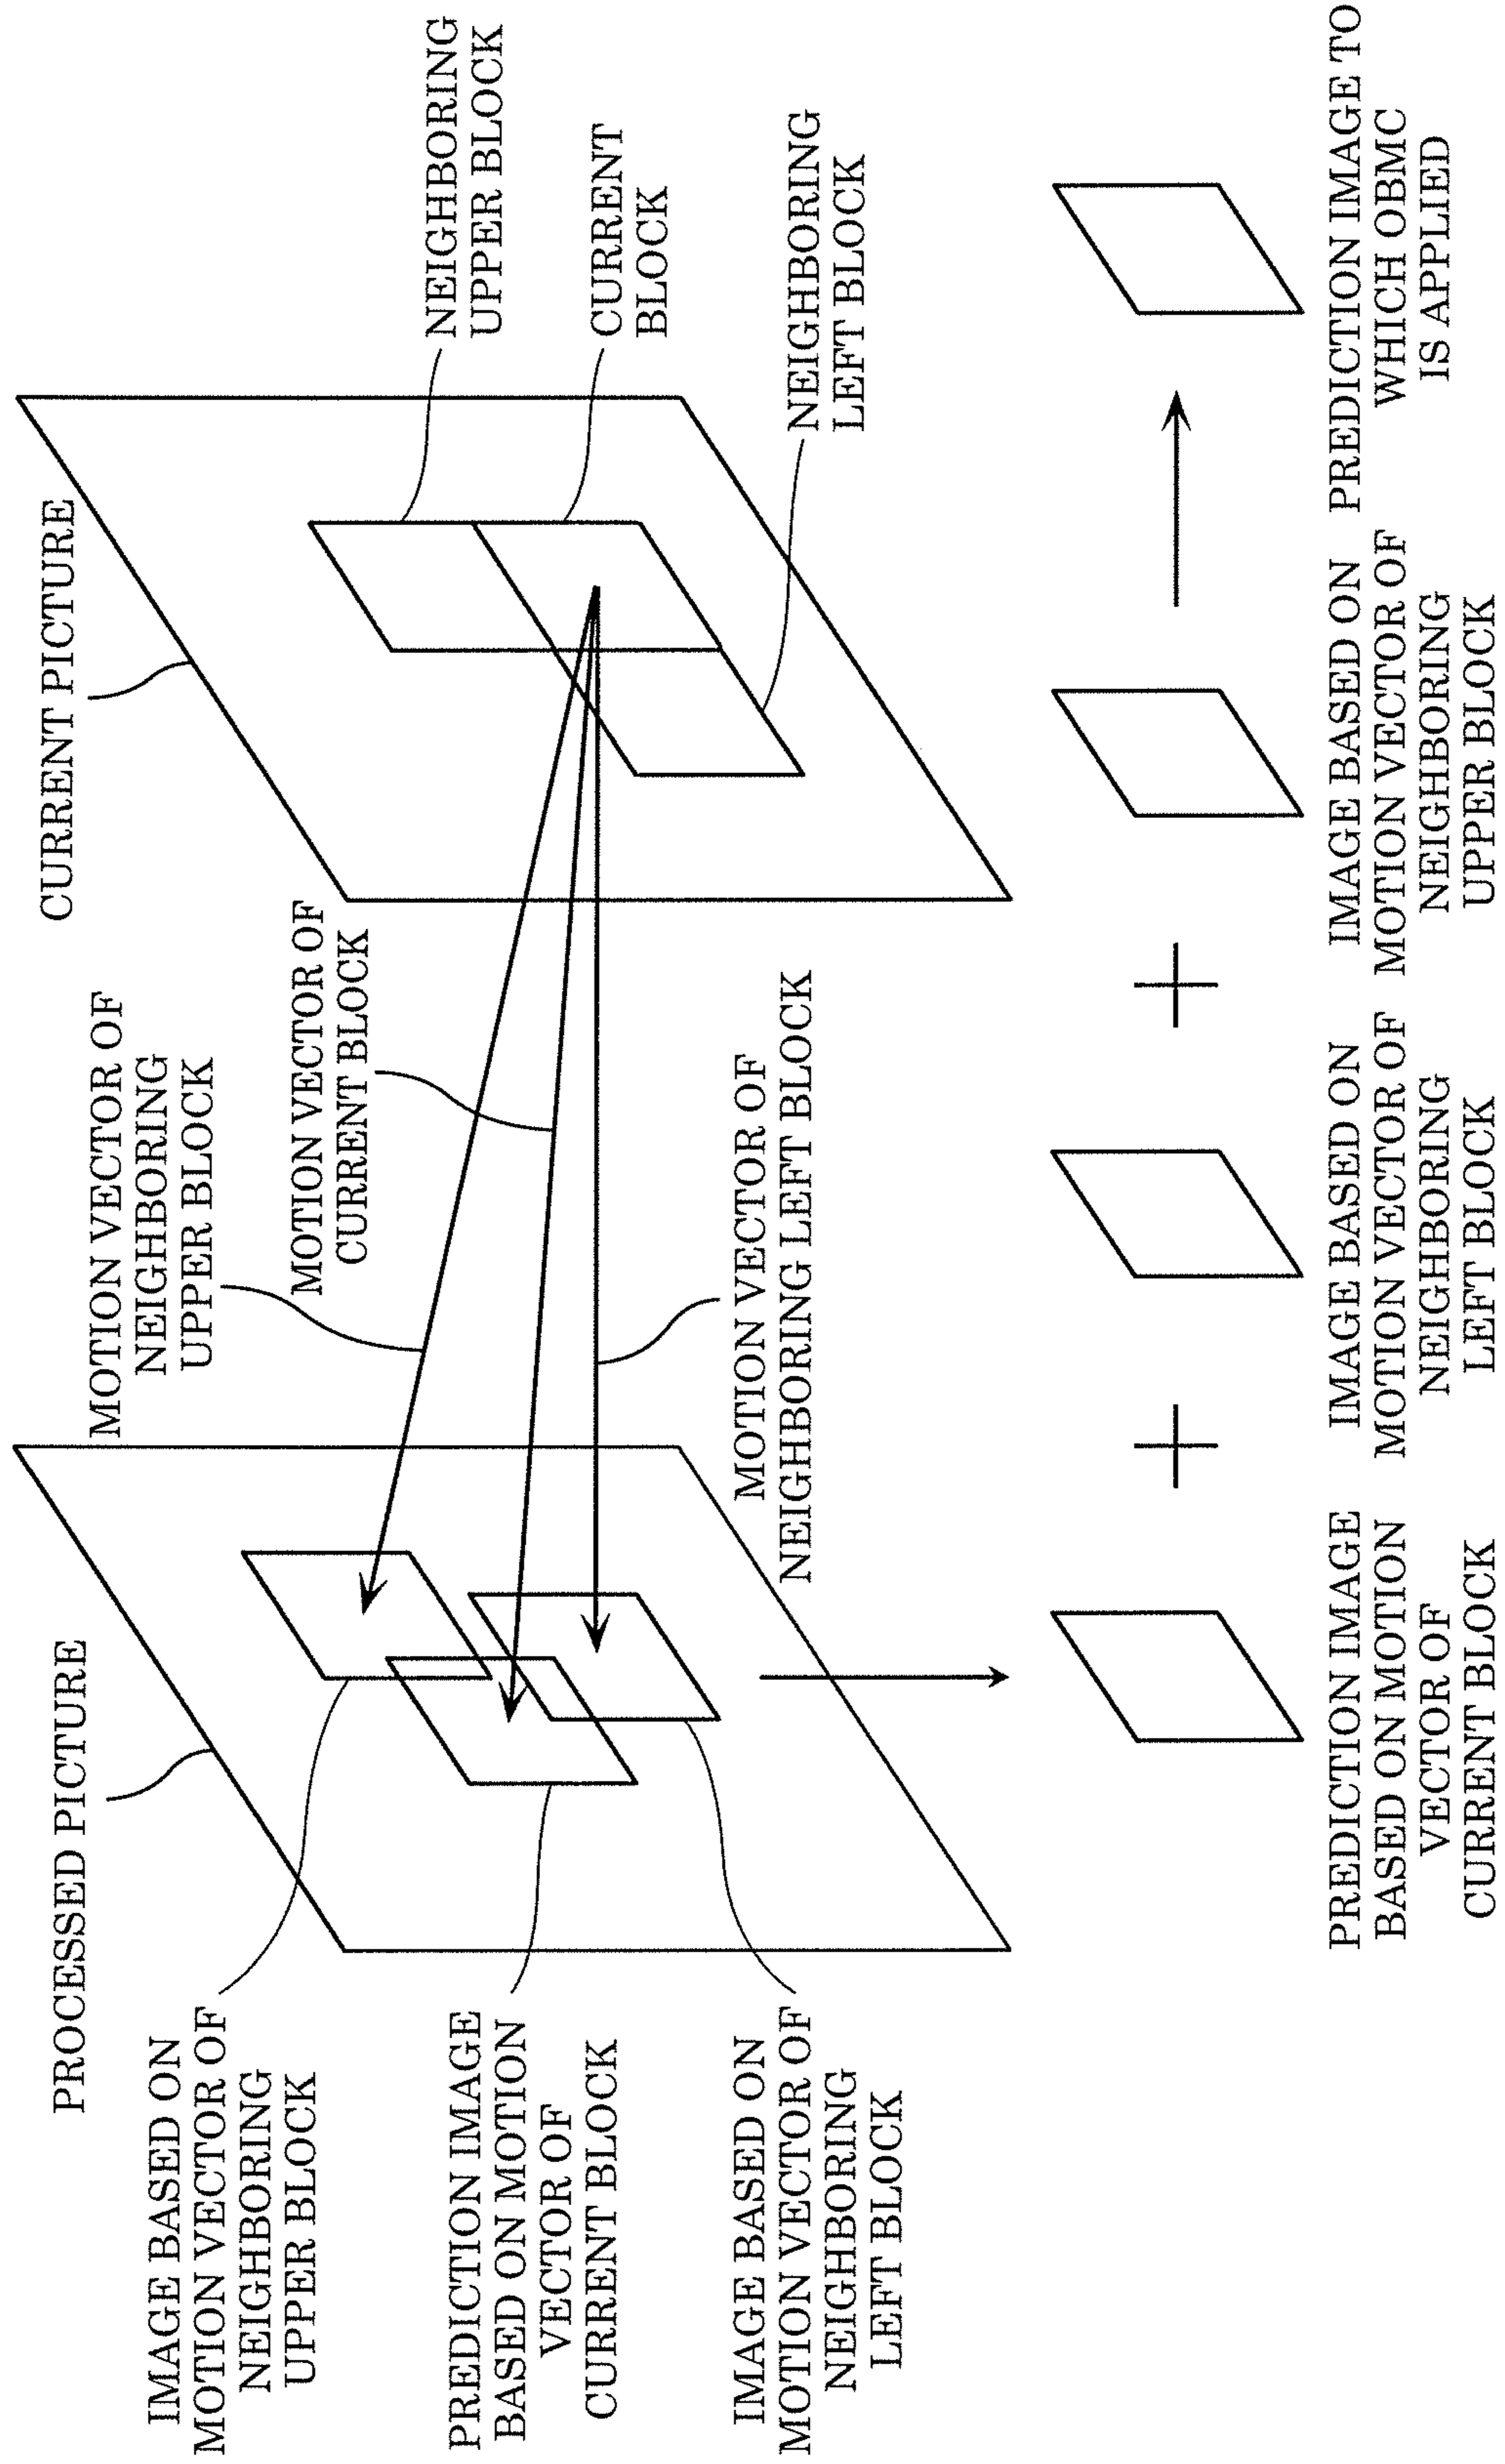 PROCESSED PICTURE
CURRENT PICTURE
IMAGE BASED ON
MOTION VECTOR OF
NEIGHBORING
UPPER BLOCK
PREDICTION IMAGE
BASED ON MOTION
VECTOR OF
CURRENT BLOCK
IMAGE BASED ON
MOTION VECTOR OF
NEIGHBORING
LEFT BLOCK
MOTION VECTOR OF
NEIGHBORING
UPPER BLOCK
MOTION VECTOR OF
CURRENT BLOCK
MOTION VECTOR OF
NEIGHBORING LEFT BLOCK
NEIGHBORING
UPPER BLOCK
CURRENT
BLOCK
NEIGHBORING
LEFT BLOCK
PREDICTION IMAGE
BASED ON MOTION
VECTOR OF
CURRENT BLOCK
+
IMAGE BASED ON
MOTION VECTOR OF
NEIGHBORING
LEFT BLOCK
+
IMAGE BASED ON
MOTION VECTOR OF
NEIGHBORING
UPPER BLOCK
PREDICTION IMAGE TO
WHICH OBMC
IS APPLIED